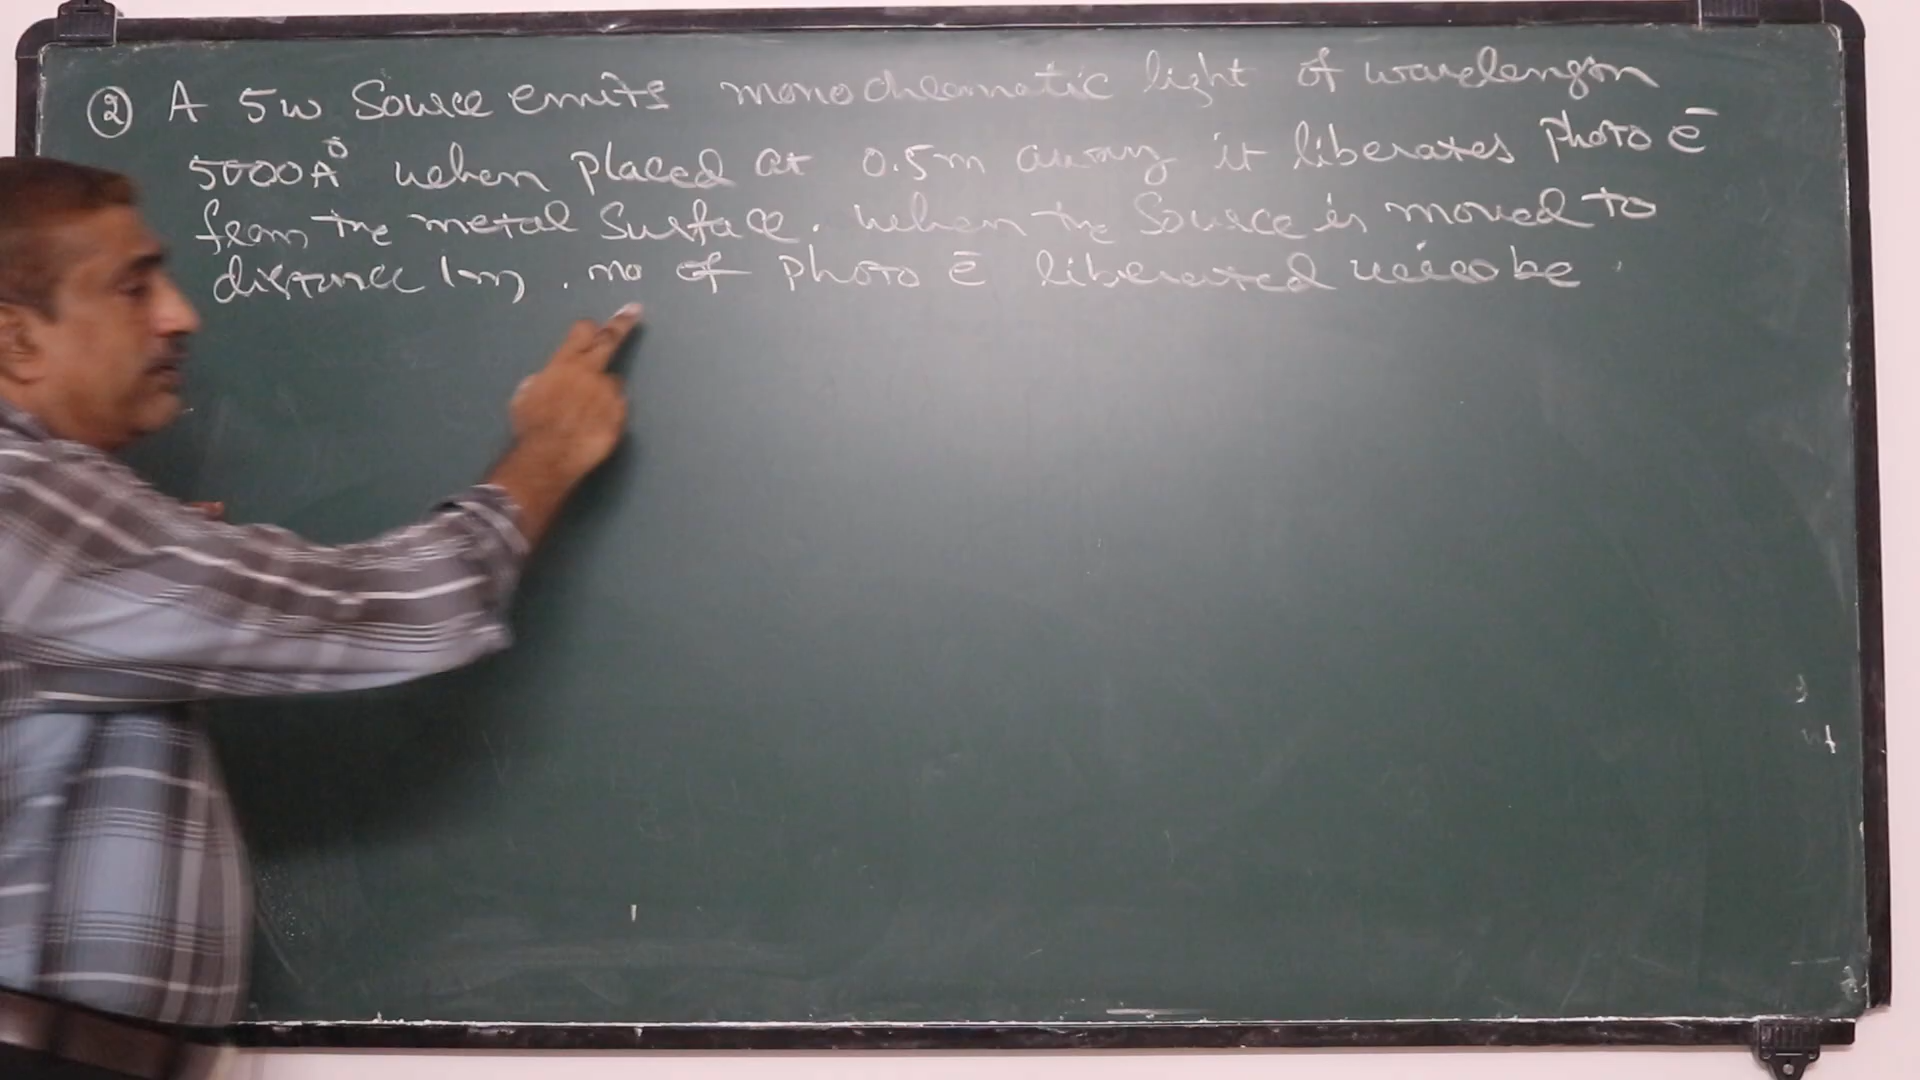 ② A 5w Source emits monochromatic light of wavelength
5000A° when placed at 0.5m away it liberates photo ē
from the metal surface. when the Source is moved to
distance 1m. no of photo ē liberated will be.